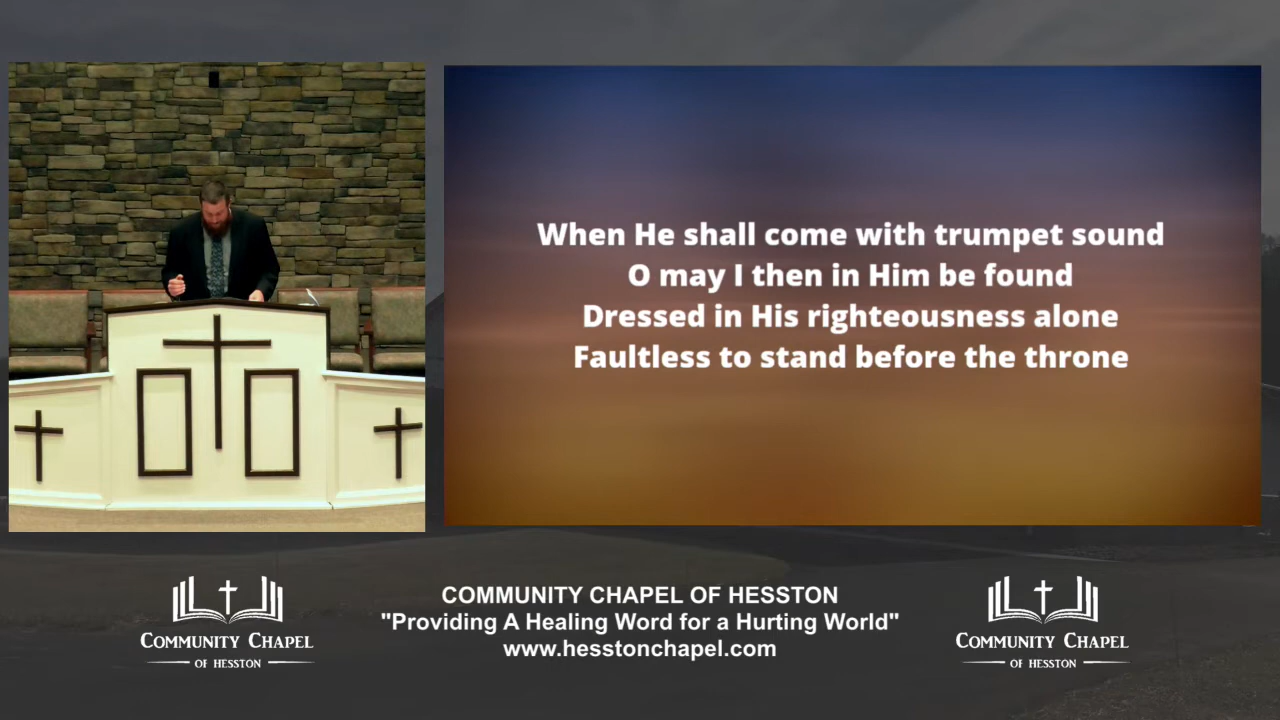 When He shall come with trumpet sound
O may I then in Him be found
Dressed in His righteousness alone
Faultless to stand before the throne
COMMUNITY CHAPEL OF HESSTON
"Providing A Healing Word for a Hurting World"
www.hesstonchapel.com
COMMUNITY CHAPEL
OF HESSTON
COMMUNITY CHAPEL
OF HESSTON